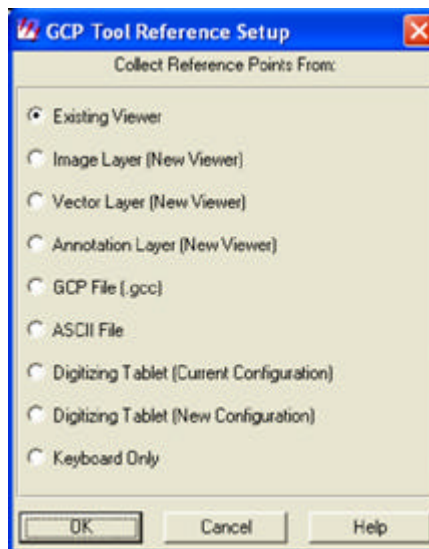 GCP Tool Reference Setup
Collect Reference Points From:
Existing Viewer
Image Layer (New Viewer)
Vector Layer (New Viewer)
Annotation Layer (New Viewer)
GCP File (.gcc)
ASCII File
Digitizing Tablet (Current Configuration)
Digitizing Tablet (New Configuration)
Keyboard Only
OK Cancel Help